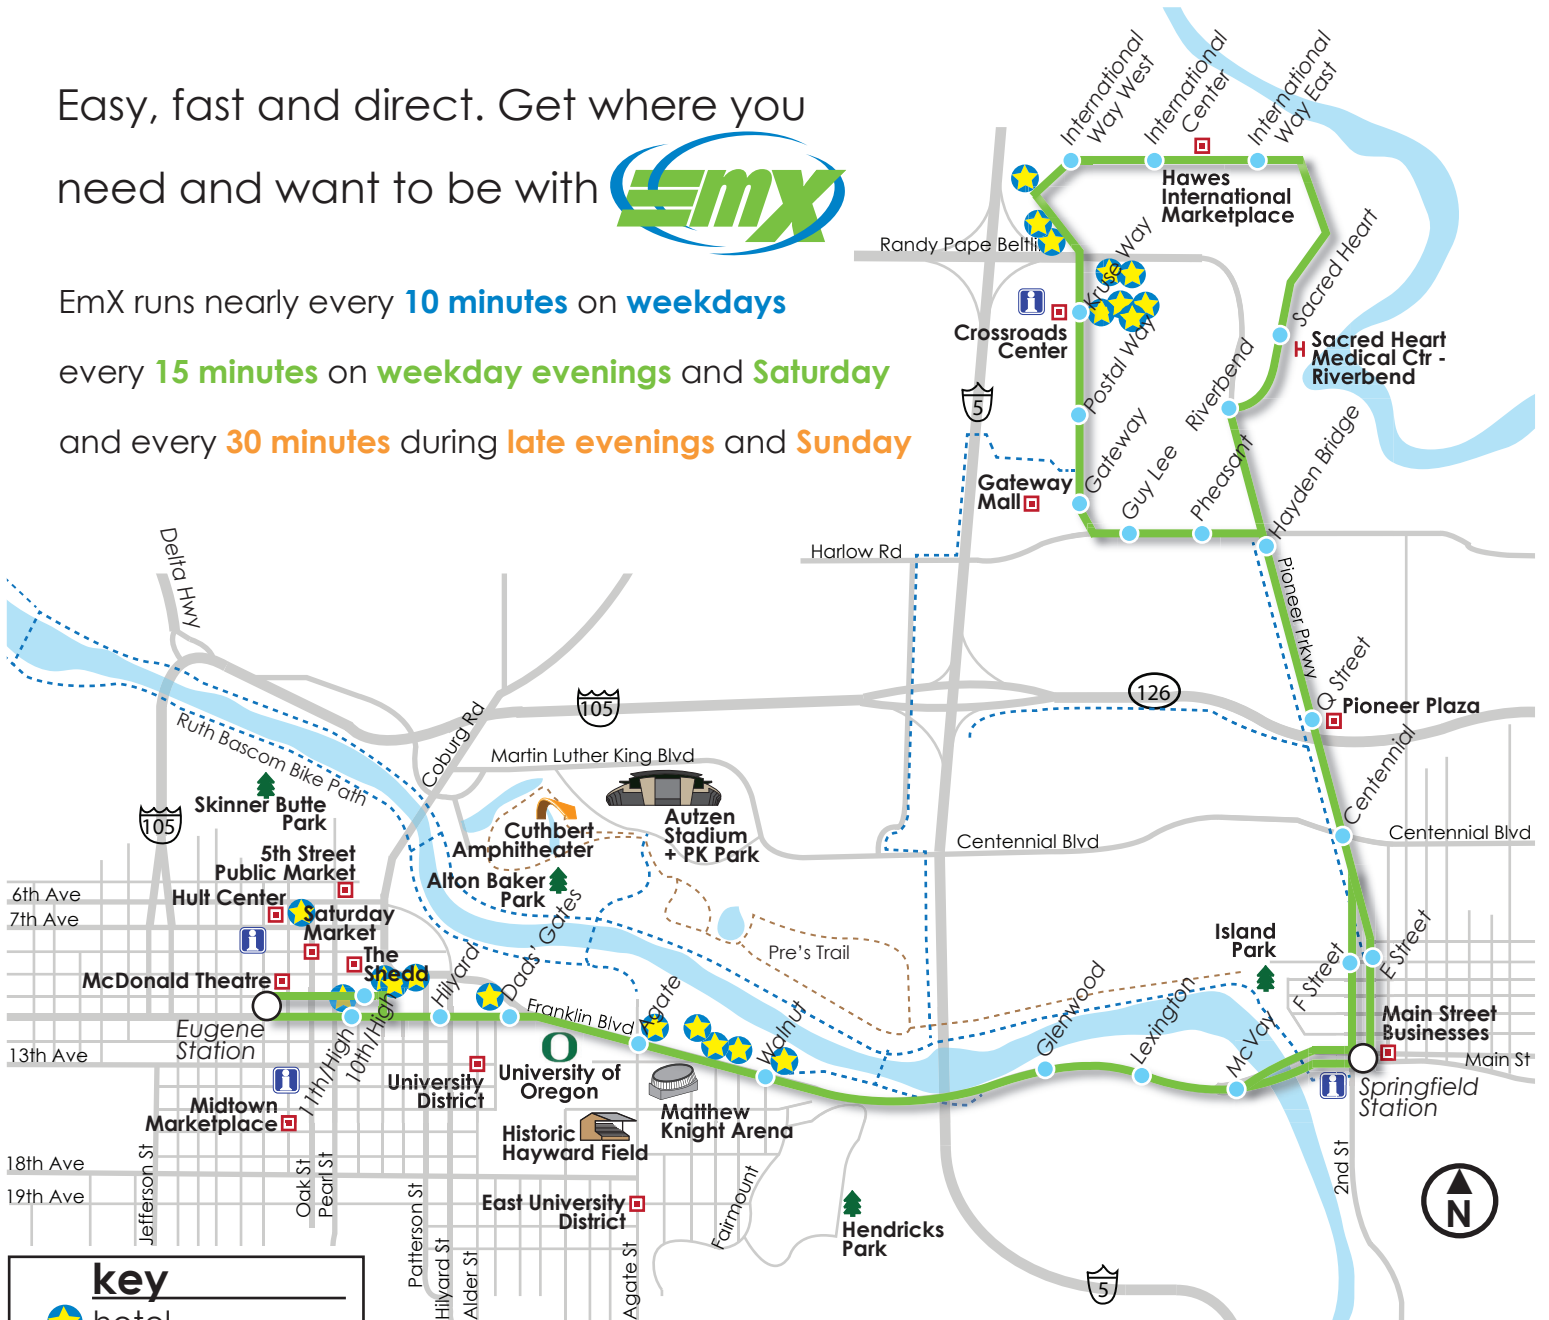 Easy, fast and direct. Get where you
need and want to be with EmX
EmX runs nearly every 10 minutes on weekdays
every 15 minutes on weekday evenings and Saturday
and every 30 minutes during late evenings and Sunday
International
Way West
International
Center
International
Way East
Hawes
International
Marketplace
Randy Pape Beltli
Kruse Way
Crossroads
Center
Postal Way
Sacred Heart
Sacred Heart
Medical Ctr -
Riverbend
H
Riverbend
5
Gateway
Gateway
Mall
Guy Lee
Pheasant
Hayden Bridge
Harlow Rd
Pioneer Prkwy
Delta Hwy
Q Street
Pioneer Plaza
126
105
Coburg Rd
Ruth Bascom Bike Path
Martin Luther King Blvd
Centennial
Centennial Blvd
Centennial Blvd
Skinner Butte
Park
105
Cuthbert
Amphitheater
Autzen
Stadium
+ PK Park
5th Street
Public Market
Alton Baker
Park
6th Ave
7th Ave
Hult Center
Saturday
Market
The
Shedd
McDonald Theatre
Eugene
Station
13th Ave
11th/High
10th/High
Hilyard
Dads' Gates
Franklin Blvd
Agate
Walnut
Pre's Trail
Island
Park
Glenwood
Lexington
McVay
F Street
E Street
Main Street
Businesses
Main St
Springfield
Station
University
District
O
University of
Oregon
Matthew
Knight Arena
Historic
Hayward Field
Midtown
Marketplace
18th Ave
19th Ave
Jefferson St
Oak St
Pearl St
Patterson St
Hilyard St
Alder St
East University
District
Agate St
Fairmount
Hendricks
Park
2nd St
5
N
key
hotel